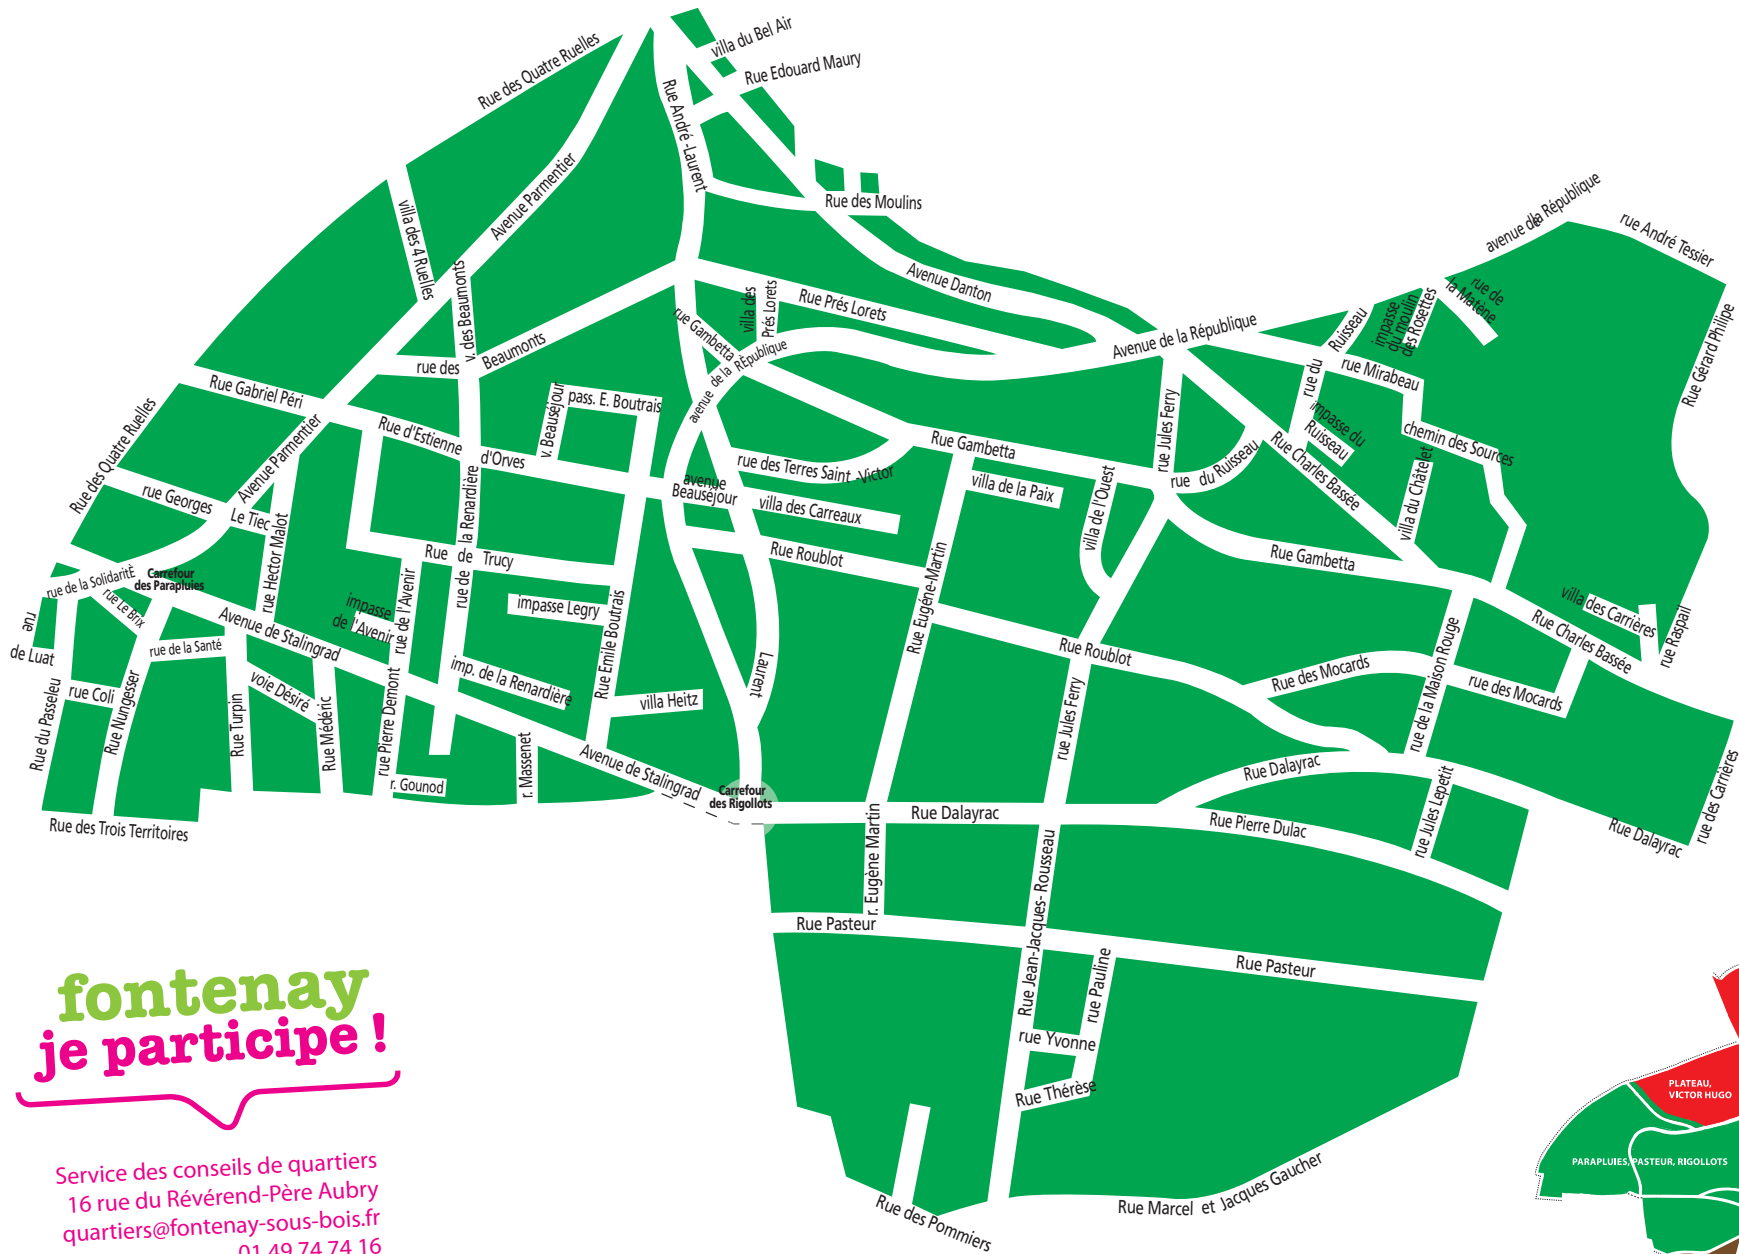 villa du Bel Air
Rue Edouard Maury
Rue des Quatre Ruelles
Rue André -Laurent
Avenue Parmentier
villa des 4 Ruelles
Rue des Moulins
avenue de la République
rue André Tessier
v. des Beaumonts
Avenue Danton
rue de
la Matène
villa des
Prés Lorets
Rue Prés Lorets
impasse
du moulin
des Rosettes
Rue Gérard Philipe
rue Gambetta
Avenue de la République
rue du Ruisseau
rue des Beaumonts
avenue de la République
rue Mirabeau
Rue Gabriel Péri
v. Beauséjour
pass. E. Boutrais
rue Jules Ferry
impasse du
Ruisseau
Rue des Quatre Ruelles
Avenue Parmentier
Rue d'Estienne d'Orves
Rue Gambetta
rue du Ruisseau
Rue Charles Bassée
chemin des Sources
rue des Terres Saint -Victor
avenue
Beauséjour
villa des Carreaux
villa de la Paix
villa de l'Ouest
villa du Châtelet
rue Georges Le Tiec
rue Hector Malot
rue de la Renardière
Rue de Trucy
Rue Roublot
Rue Eugéne-Martin
Rue Gambetta
rue de la SolidaritÈ
Carrefour
des Parapluies
rue Le Brix
impasse
de l'Avenir
rue de l'Avenir
impasse Legry
Rue Emile Boutrais
villa des Carrières
Rue Charles Bassée
rue Raspail
rue
de Luat
Avenue de Stalingrad
rue de la Santé
Rue Roublot
rue de la Maison Rouge
Rue du Passeleu
rue Coli
Rue Nungesser
voie Désiré
Rue Turpin
Rue Médéric
rue Pierre Demont
imp. de la Renardière
villa Heitz
Laurent
rue Jules Ferry
Rue des Mocards
rue des Mocards
r. Gounod
r. Massenet
Avenue de Stalingrad
Carrefour
des Rigollots
Rue Dalayrac
Rue Dalayrac
rue Jules Lepetit
rue des Carrières
Rue des Trois Territoires
Rue Pierre Dulac
Rue Dalayrac
r. Eugène Martin
Rue Jean-Jacques- Rousseau
Rue Pasteur
Rue Pasteur
rue Pauline
rue Yvonne
Rue Thérèse
Rue des Pommiers
Rue Marcel et Jacques Gaucher
fontenay
je participe !
Service des conseils de quartiers
16 rue du Révérend-Père Aubry
quartiers@fontenay-sous-bois.fr
01 49 74 74 16
PLATEAU,
VICTOR HUGO
PARAPLUIES, PASTEUR, RIGOLLOTS